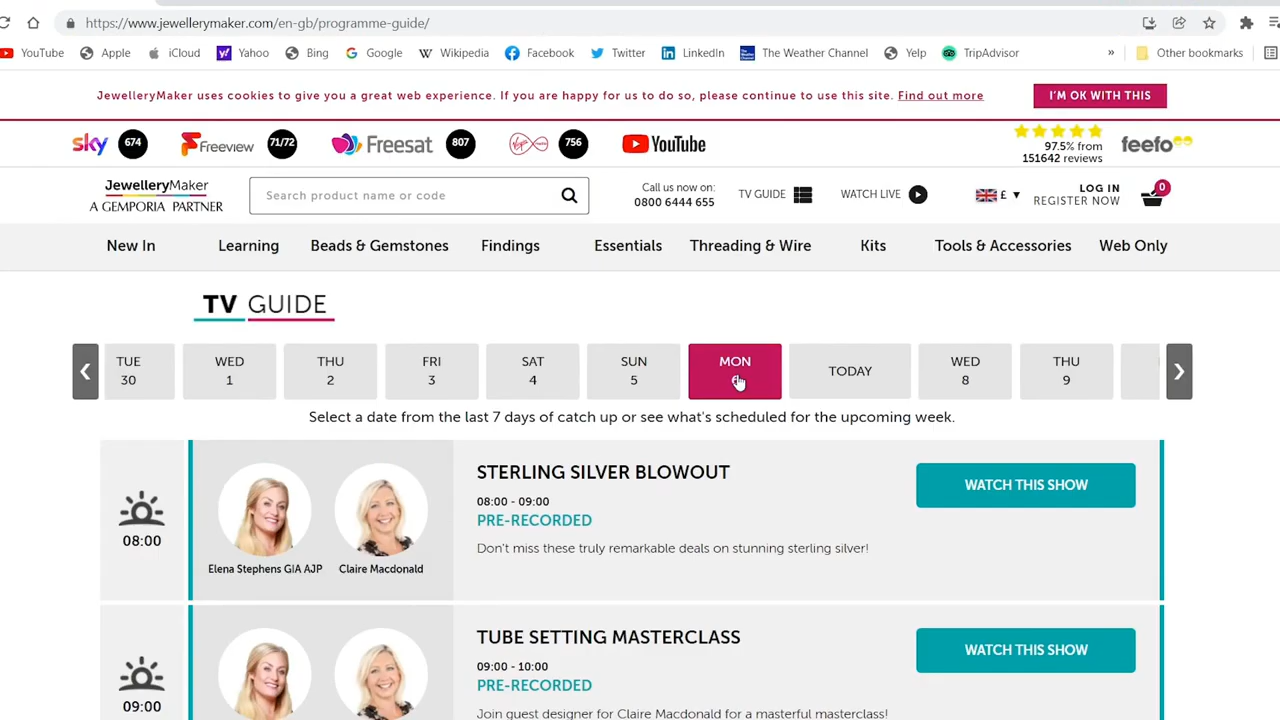 https://www.jewellerymaker.com/en-gb/programme-guide/
YouTube Apple iCloud Yahoo Bing Google Wikipedia Facebook Twitter LinkedIn The Weather Channel Yelp TripAdvisor » Other bookmarks
JewelleryMaker uses cookies to give you a great web experience. If you are happy for us to do so, please continue to use this site. Find out more
I'M OK WITH THIS
sky 674 Freeview 71/72 Freesat 807 756 YouTube
97.5% from
151642 reviews
feefo
JewelleryMaker
A GEMPORIA PARTNER
Search product name or code
Call us now on:
0800 6444 655
TV GUIDE
WATCH LIVE
£ ▼
LOG IN
REGISTER NOW
0
New In Learning Beads & Gemstones Findings Essentials Threading & Wire Kits Tools & Accessories Web Only
TV GUIDE
TUE
30
WED
1
THU
2
FRI
3
SAT
4
SUN
5
MON
TODAY
WED
8
THU
9
Select a date from the last 7 days of catch up or see what's scheduled for the upcoming week.
08:00
Elena Stephens GIA AJP
Claire Macdonald
STERLING SILVER BLOWOUT
08:00 - 09:00
PRE-RECORDED
Don't miss these truly remarkable deals on stunning sterling silver!
WATCH THIS SHOW
09:00
TUBE SETTING MASTERCLASS
09:00 - 10:00
PRE-RECORDED
Join guest designer for Claire Macdonald for a masterful masterclass!
WATCH THIS SHOW